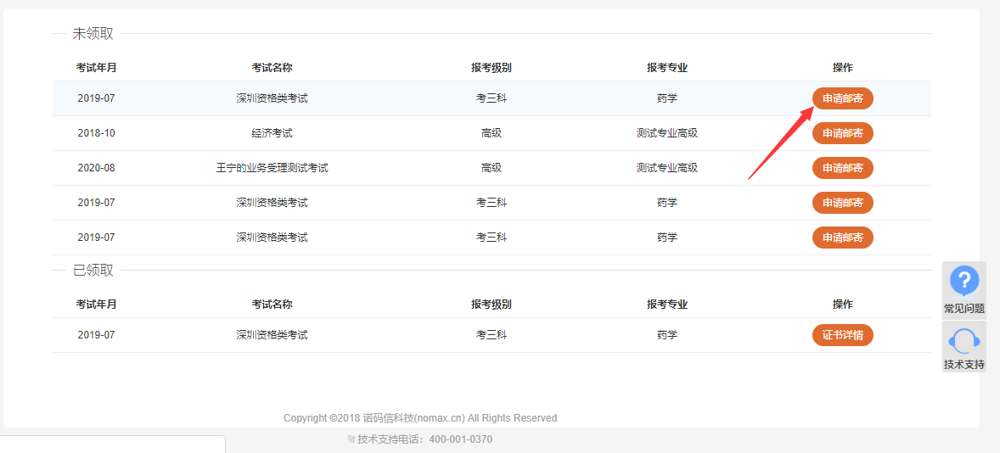 未领取
考试年月 考试名称 报考级别 报考专业 操作
2019-07 深圳资格类考试 考三科 药学 申请邮寄
2018-10 经济考试 高级 测试专业高级 申请邮寄
2020-08 王宁的业务受理测试考试 高级 测试专业高级 申请邮寄
2019-07 深圳资格类考试 考三科 药学 申请邮寄
2019-07 深圳资格类考试 考三科 药学 申请邮寄
已领取
考试年月 考试名称 报考级别 报考专业 操作
2019-07 深圳资格类考试 考三科 药学 证书详情
常见问题
技术支持
Copyright ©2018 诺码信科技(nomax.cn) All Rights Reserved
技术支持电话：400-001-0370